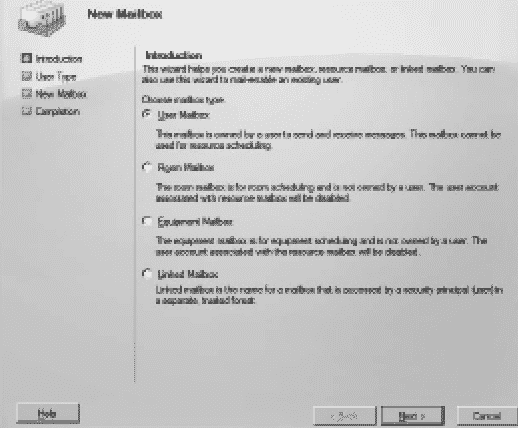 New Mailbox
Introduction
User Type
New Mailbox
Completion
Introduction
This wizard helps you create a new mailbox, resource mailbox, or linked mailbox. You can
also use this wizard to mail-enable an existing user.
Choose mailbox type.
User Mailbox
This mailbox is owned by a user to send and receive messages. This mailbox cannot be
used for resource scheduling.
Room Mailbox
The room mailbox is for room scheduling and is not owned by a user. The user account
associated with resource mailbox will be disabled.
Equipment Mailbox
The equipment mailbox is for equipment scheduling and is not owned by a user. The
user account associated with the resource mailbox will be disabled.
Linked Mailbox
Linked mailbox is the name for a mailbox that is accessed by a security principal (user) in
a separate, trusted forest.
Help
< Back
Next >
Cancel